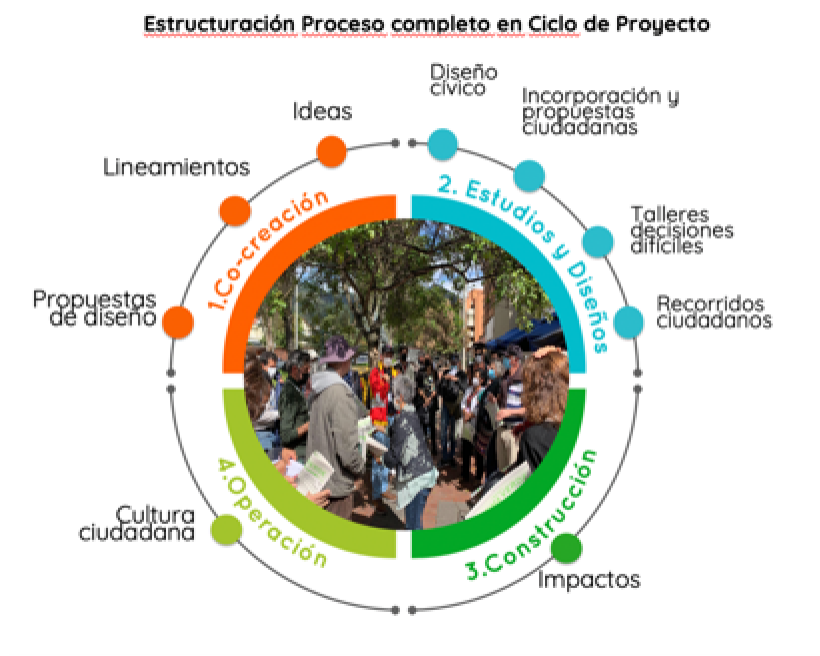 Estructuración Proceso completo en Ciclo de Proyecto
Ideas
Lineamientos
Propuestas
de diseño
1.Co-creación
Diseño
cívico
Incorporación y
propuestas
ciudadanas
Talleres
decisiones
difíciles
Recorridos
ciudadanos
2. Estudios y Diseños
3.Construcción
Impactos
4.Operación
Cultura
ciudadana